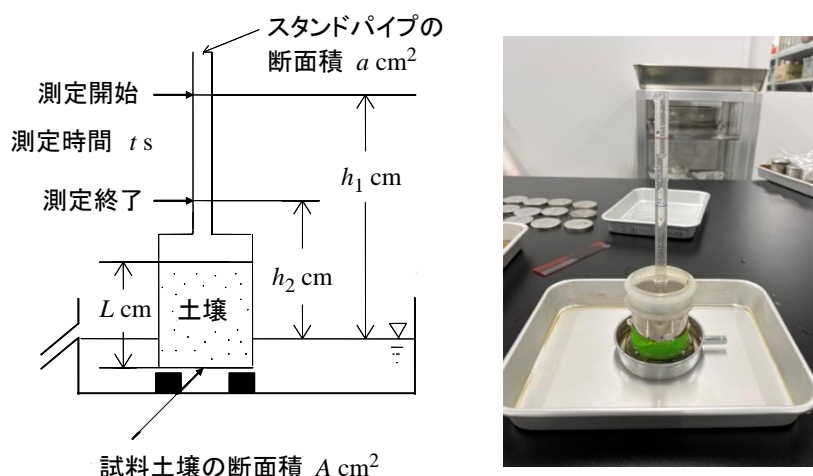 スタンドパイプの
断面積 a cm²
測定開始
測定時間 t s
測定終了
h₁ cm
h₂ cm
L cm
土壌
試料土壌の断面積 A cm²